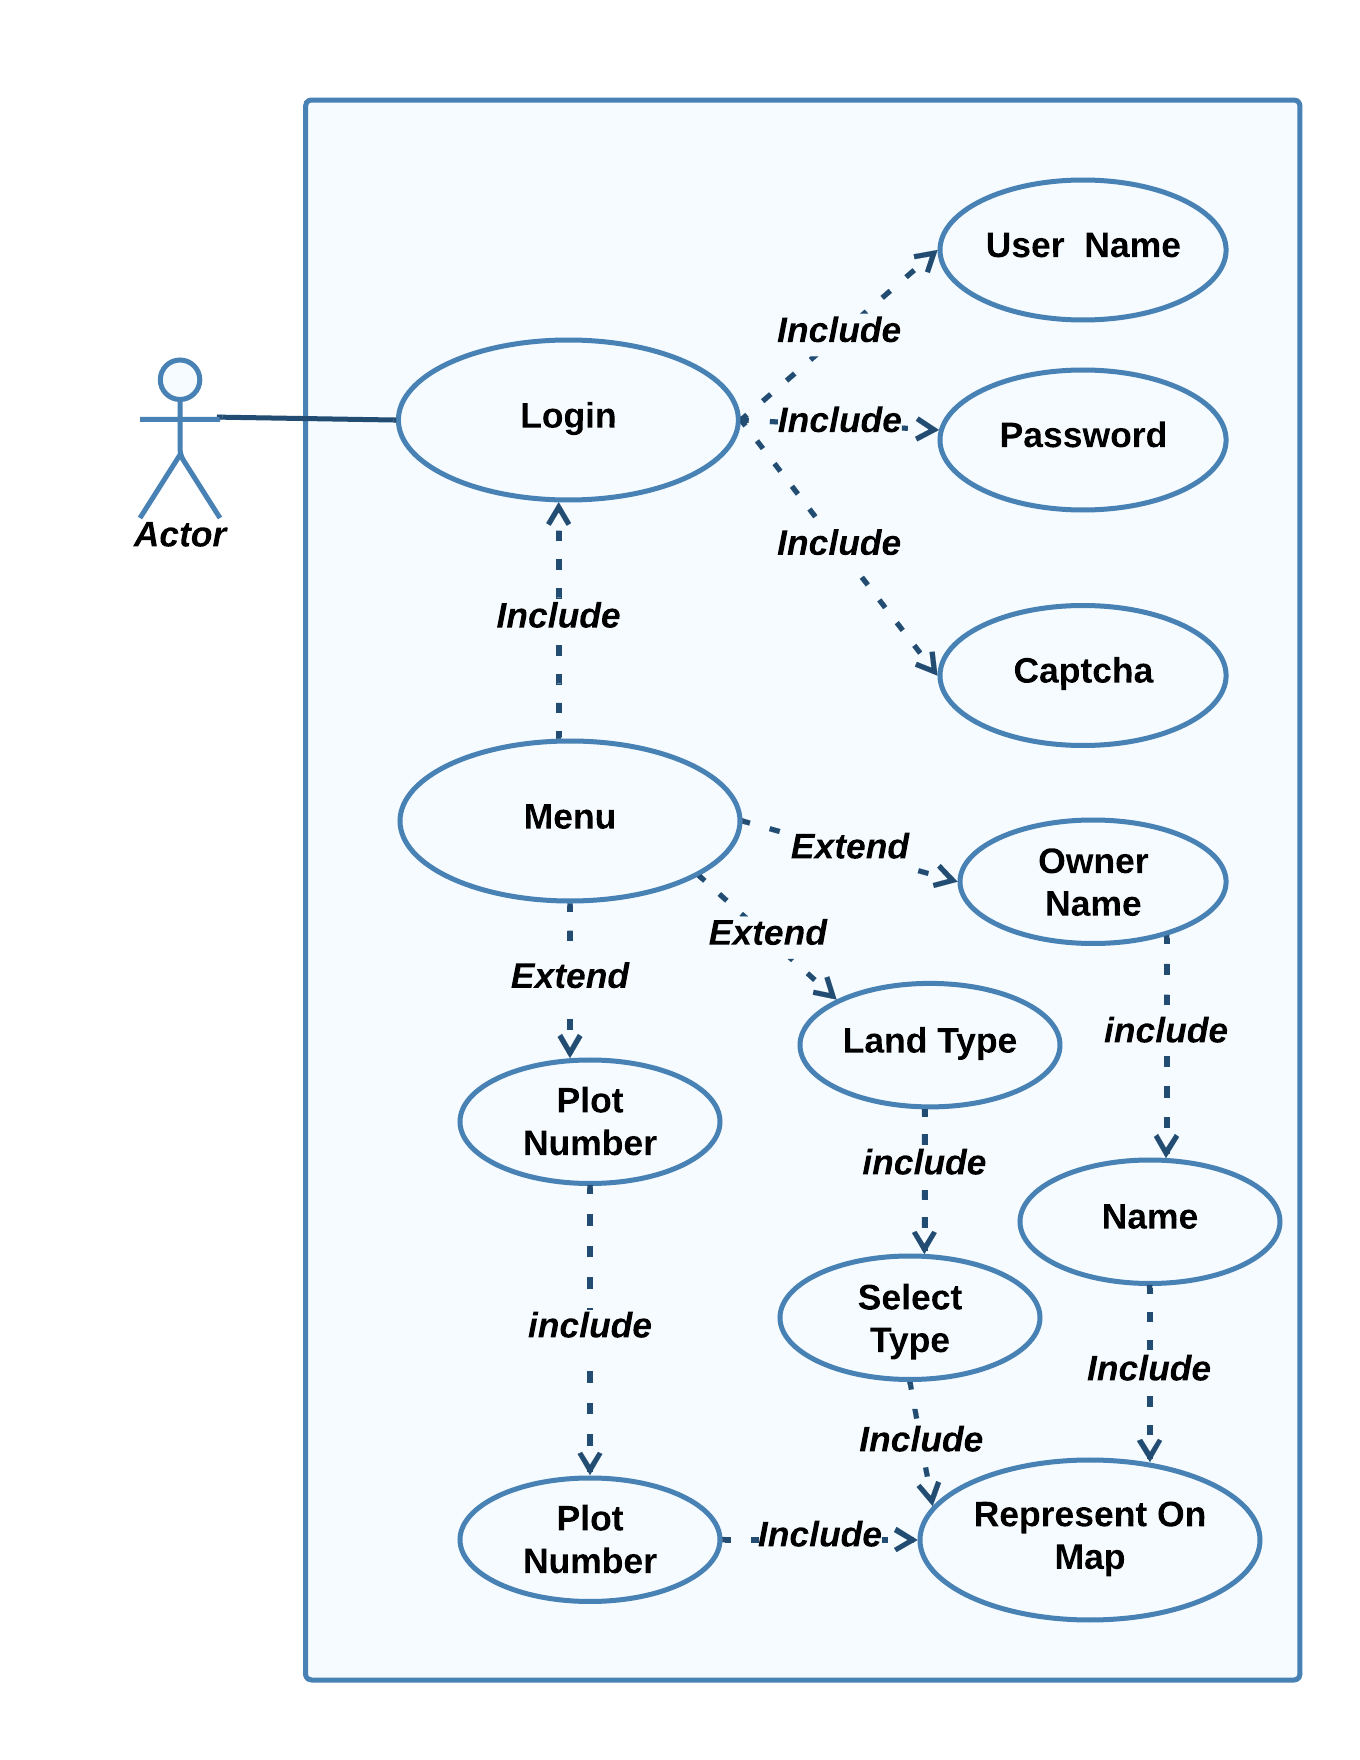 User  Name
Include
Login
Include
Password
Actor
Include
Include
Captcha
Menu
Extend
Owner
Name
Extend
Extend
include
Land Type
Plot
Number
include
Name
Select
Type
include
Include
Include
Plot
Number
Include
Represent On
Map